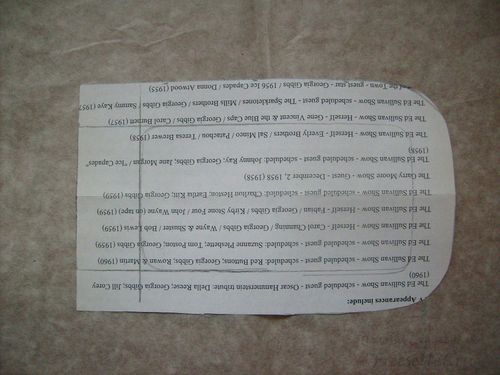 Appearances include:
The Ed Sullivan Show - scheduled guest - Oscar Hammerstein tribute: Della Reese; Georgia Gibbs; Jill Corey
(1960)
The Ed Sullivan Show - scheduled guest: Red Buttons; Georgia Gibbs; Rowan & Martin (1960)
The Ed Sullivan Show - scheduled guest: Suzanne Pleshette; Tom Poston; Georgia Gibbs (1959)
The Ed Sullivan Show - Herself - Carol Channing / Georgia Gibbs / Wayne & Shuster / Bob Lewis (1959)
The Ed Sullivan Show - Herself - Fabian / Georgia Gibbs / Kirby Stone Four / John Wayne (on tape) (1959)
The Ed Sullivan Show - scheduled guest - scheduled: Charlton Heston; Eartha Kitt; Georgia Gibbs (1959)
The Garry Moore Show - Guest - December 2, 1958 (1958)
The Ed Sullivan Show - scheduled guest - scheduled: Johnny Ray; Georgia Gibbs; Jane Morgan / "Ice Capades"
(1958)
The Ed Sullivan Show - Herself - Everly Brothers / Sal Mineo / Patachou / Teresa Brewer (1958)
The Ed Sullivan Show - Herself - Gene Vincent & the Blue Caps / Georgia Gibbs / Carol Burnett (1957)
The Ed Sullivan Show - scheduled guest - The Sparkletones / Mills Brothers / Georgia Gibbs / Sammy Kaye (1957
of the Town - guest star - Georgia Gibbs / 1956 Ice Capades / Donna Atwood (1955)